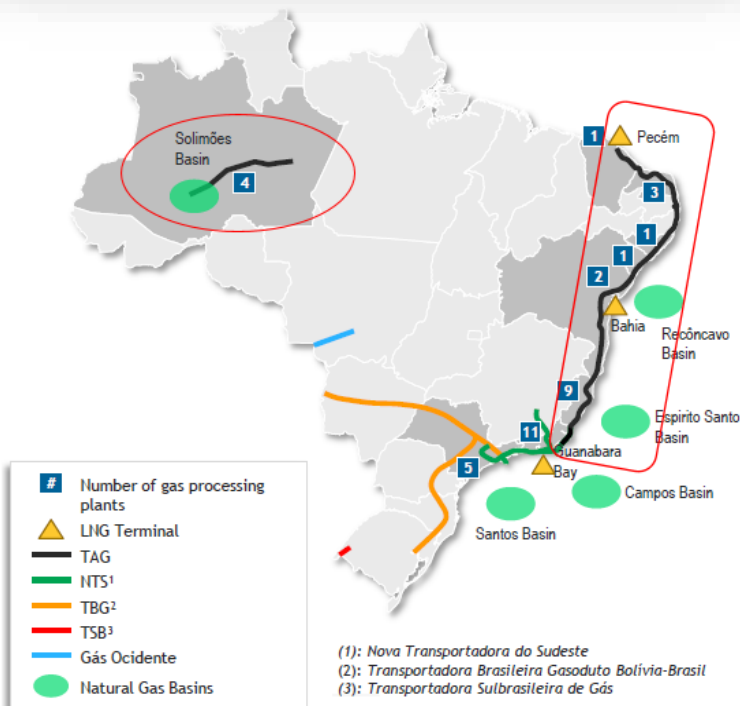 Solimões
Basin
4
1
Pecém
3
1
1
2
Bahia
Recôncavo
Basin
9
Espirito Santo
Basin
11
Guanabara
Bay
5
Campos Basin
Santos Basin
# Number of gas processing
plants
LNG Terminal
TAG
NTS¹
TBG²
TSB³
Gás Ocidente
Natural Gas Basins
(1): Nova Transportadora do Sudeste
(2): Transportadora Brasileira Gasoduto Bolívia-Brasil
(3): Transportadora Sulbrasileira de Gás